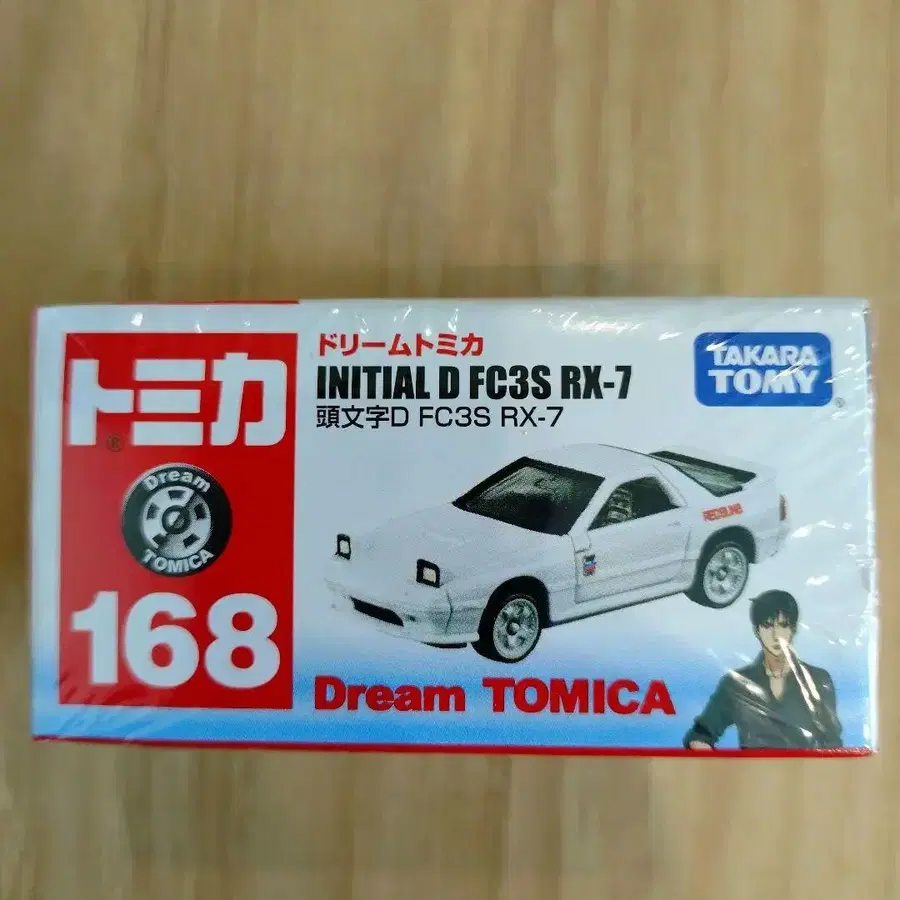 トミカ
®
Dream
TOMICA
168
ドリームトミカ
INITIAL D FC3S RX-7
頭文字D FC3S RX-7
TAKARA
TOMY
®
REDSUNS
Dream TOMICA